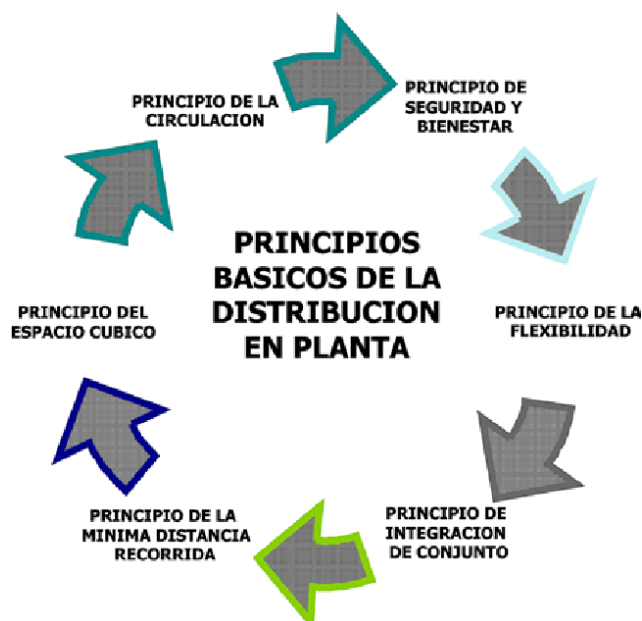 PRINCIPIO DE LA
CIRCULACION
PRINCIPIO DE
SEGURIDAD Y
BIENESTAR
PRINCIPIOS
BASICOS DE LA
DISTRIBUCION
EN PLANTA
PRINCIPIO DEL
ESPACIO CUBICO
PRINCIPIO DE LA
FLEXIBILIDAD
PRINCIPIO DE LA
MINIMA DISTANCIA
RECORRIDA
PRINCIPIO DE
INTEGRACION
DE CONJUNTO